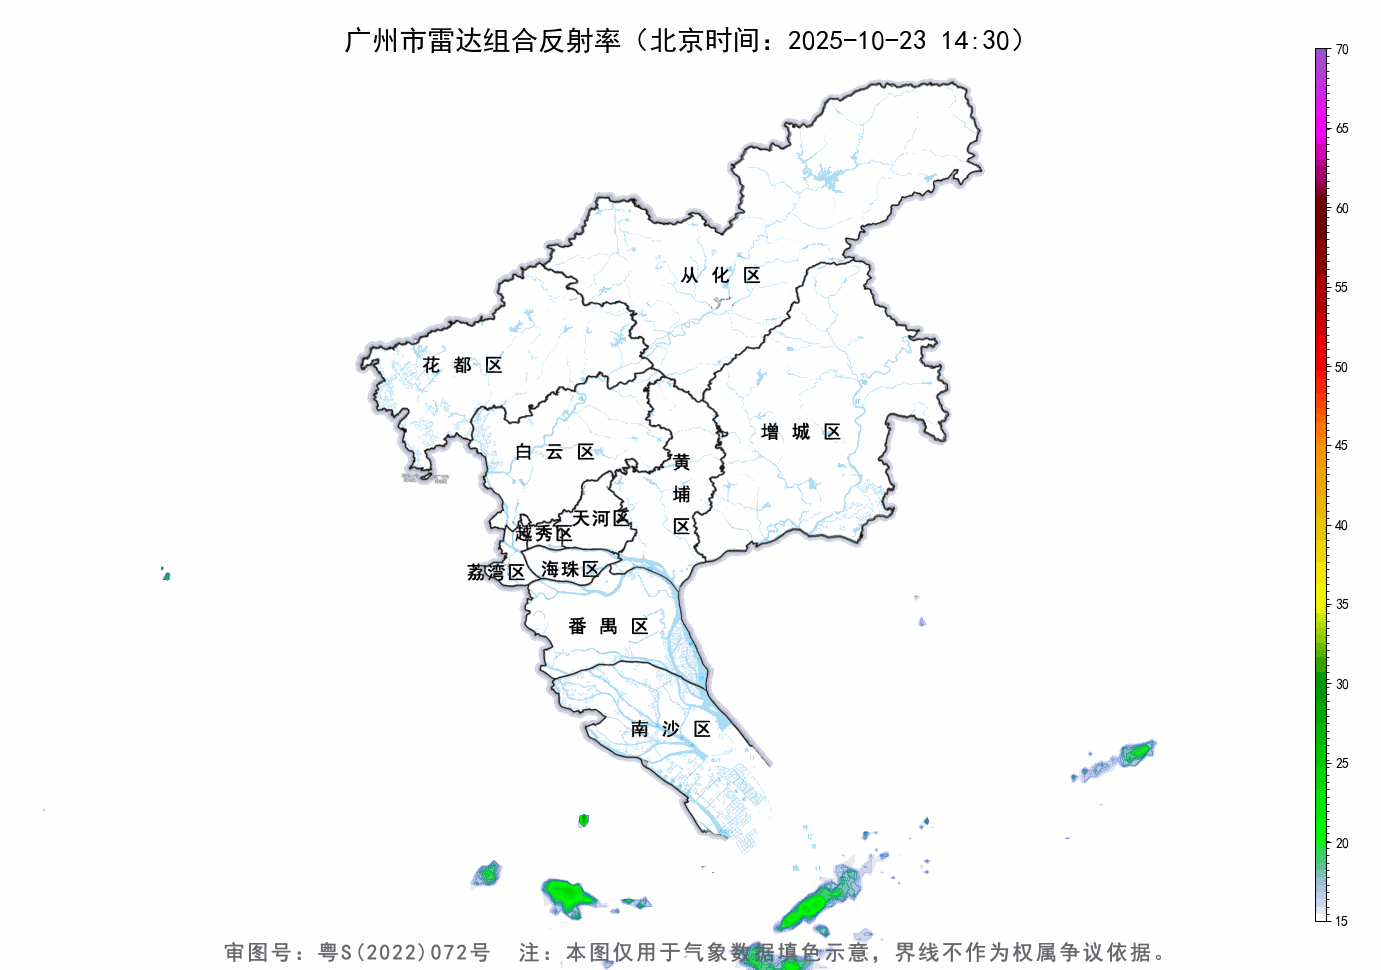 广州市雷达组合反射率（北京时间：2025-10-23 14:30）
70
65
60
55
50
45
40
35
30
25
20
15
从化区
花都区
增城区
白云区
黄埔区
天河区
越秀区
海珠区
荔湾区
番禺区
南沙区
审图号：粤S(2022)072号 注：本图仅用于气象数据填色示意，界线不作为权属争议依据。